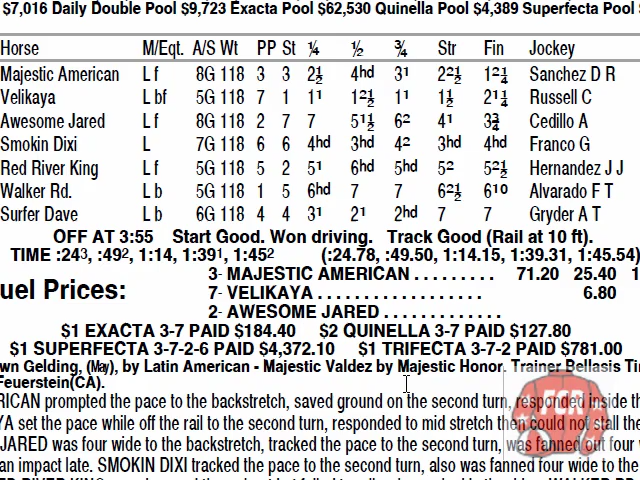 $7,016 Daily Double Pool $9,723 Exacta Pool $62,530 Quinella Pool $4,389 Superfecta Pool
Horse M/Eqt. A/S Wt PP St ¼ ½ ¾ Str Fin Jockey
Majestic American L f 8G 118 3 3 2½ 4hd 3¹ 2²½ 1²¼ Sanchez D R
Velikaya L bf 5G 118 7 1 1¹ 1²½ 1¹ 1½ 2¹¼ Russell C
Awesome Jared L f 8G 118 2 7 7 5¹½ 6² 4¹ 3¾ Cedillo A
Smokin Dixi L 7G 118 6 6 4hd 3hd 4² 3hd 4hd Franco G
Red River King L f 5G 118 5 2 5¹ 6hd 5hd 5² 5²½ Hernandez J J
Walker Rd. L b 5G 118 1 5 6hd 7 7 6²½ 6¹⁰ Alvarado F T
Surfer Dave L b 6G 118 4 4 3¹ 2¹ 2hd 7 7 Gryder A T
OFF AT 3:55 Start Good. Won driving. Track Good (Rail at 10 ft).
TIME :24³, :49², 1:14, 1:39¹, 1:45² (:24.78, :49.50, 1:14.15, 1:39.31, 1:45.54)
3- MAJESTIC AMERICAN . . . . . . . . . 71.20 25.40
uel Prices: 7- VELIKAYA . . . . . . . . . . . . . . . . . 6.80
2- AWESOME JARED . . . . . . . . . . . . .
$1 EXACTA 3-7 PAID $184.40 $2 QUINELLA 3-7 PAID $127.80
$1 SUPERFECTA 3-7-2-6 PAID $4,372.10 $1 TRIFECTA 3-7-2 PAID $781.00
wn Gelding, (May), by Latin American - Majestic Valdez by Majestic Honor. Trainer Bellasis
Feuerstein(CA).
RICAN prompted the pace to the backstretch, saved ground on the second turn, responded inside
YA set the pace while off the rail to the second turn, responded to mid stretch then could not stall the
JARED was four wide to the backstretch, tracked the pace to the second turn, was fanned out four
an impact late. SMOKIN DIXI tracked the pace to the second turn, also was fanned four wide to the